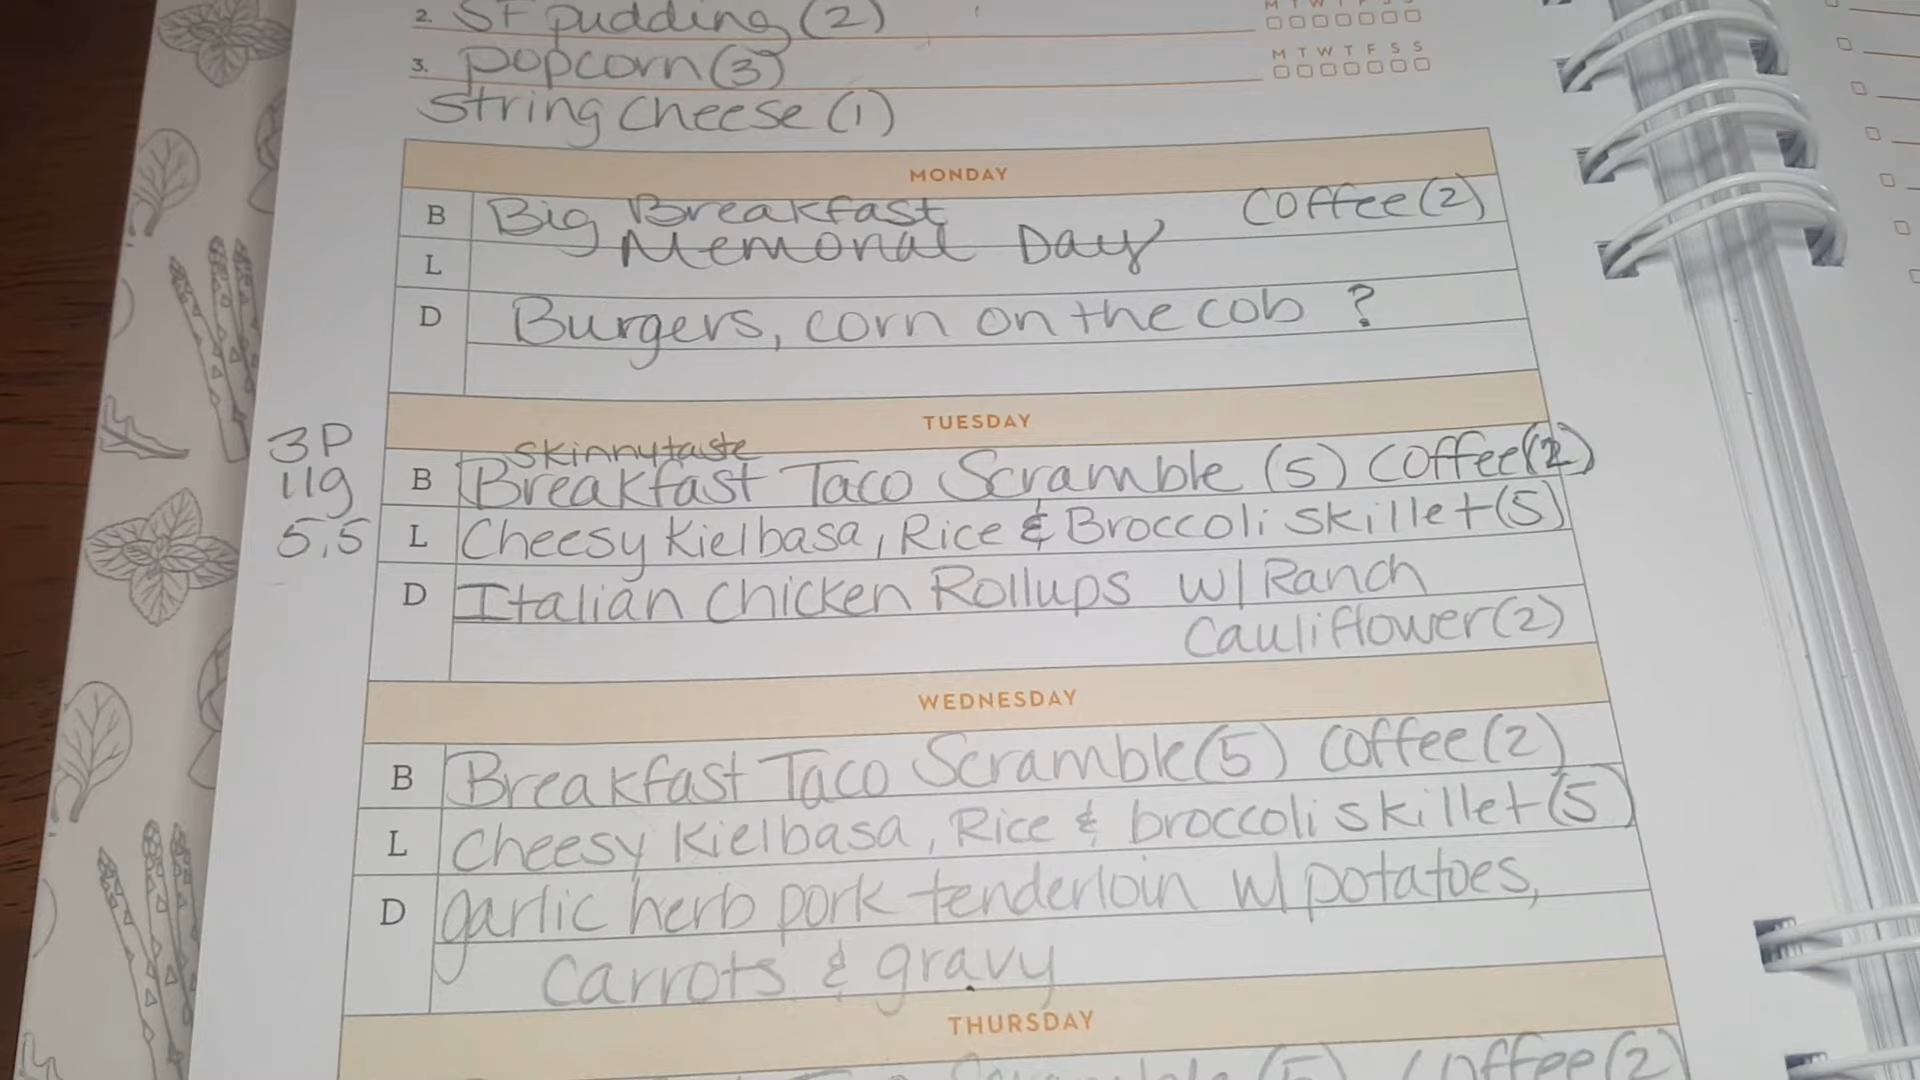 2. SF pudding (2)
M T W T F S S
3. popcorn (3)
M T W T F S S
String cheese (1)
MONDAY
B Big Breakfast Coffee (2)
Memorial Day
L
D Burgers, corn on the cob ?
TUESDAY
3P
skinnytaste
11g
B Breakfast Taco Scramble (5) Coffee (2)
5.5
L Cheesy Kielbasa, Rice & Broccoli Skillet (5)
D Italian Chicken Rollups w/ Ranch
Cauliflower (2)
WEDNESDAY
B Breakfast Taco Scramble (5) Coffee (2)
L Cheesy Kielbasa, Rice & broccoli skillet (5)
D garlic herb pork tenderloin w/ potatoes,
Carrots & gravy
THURSDAY
Coffee (2)